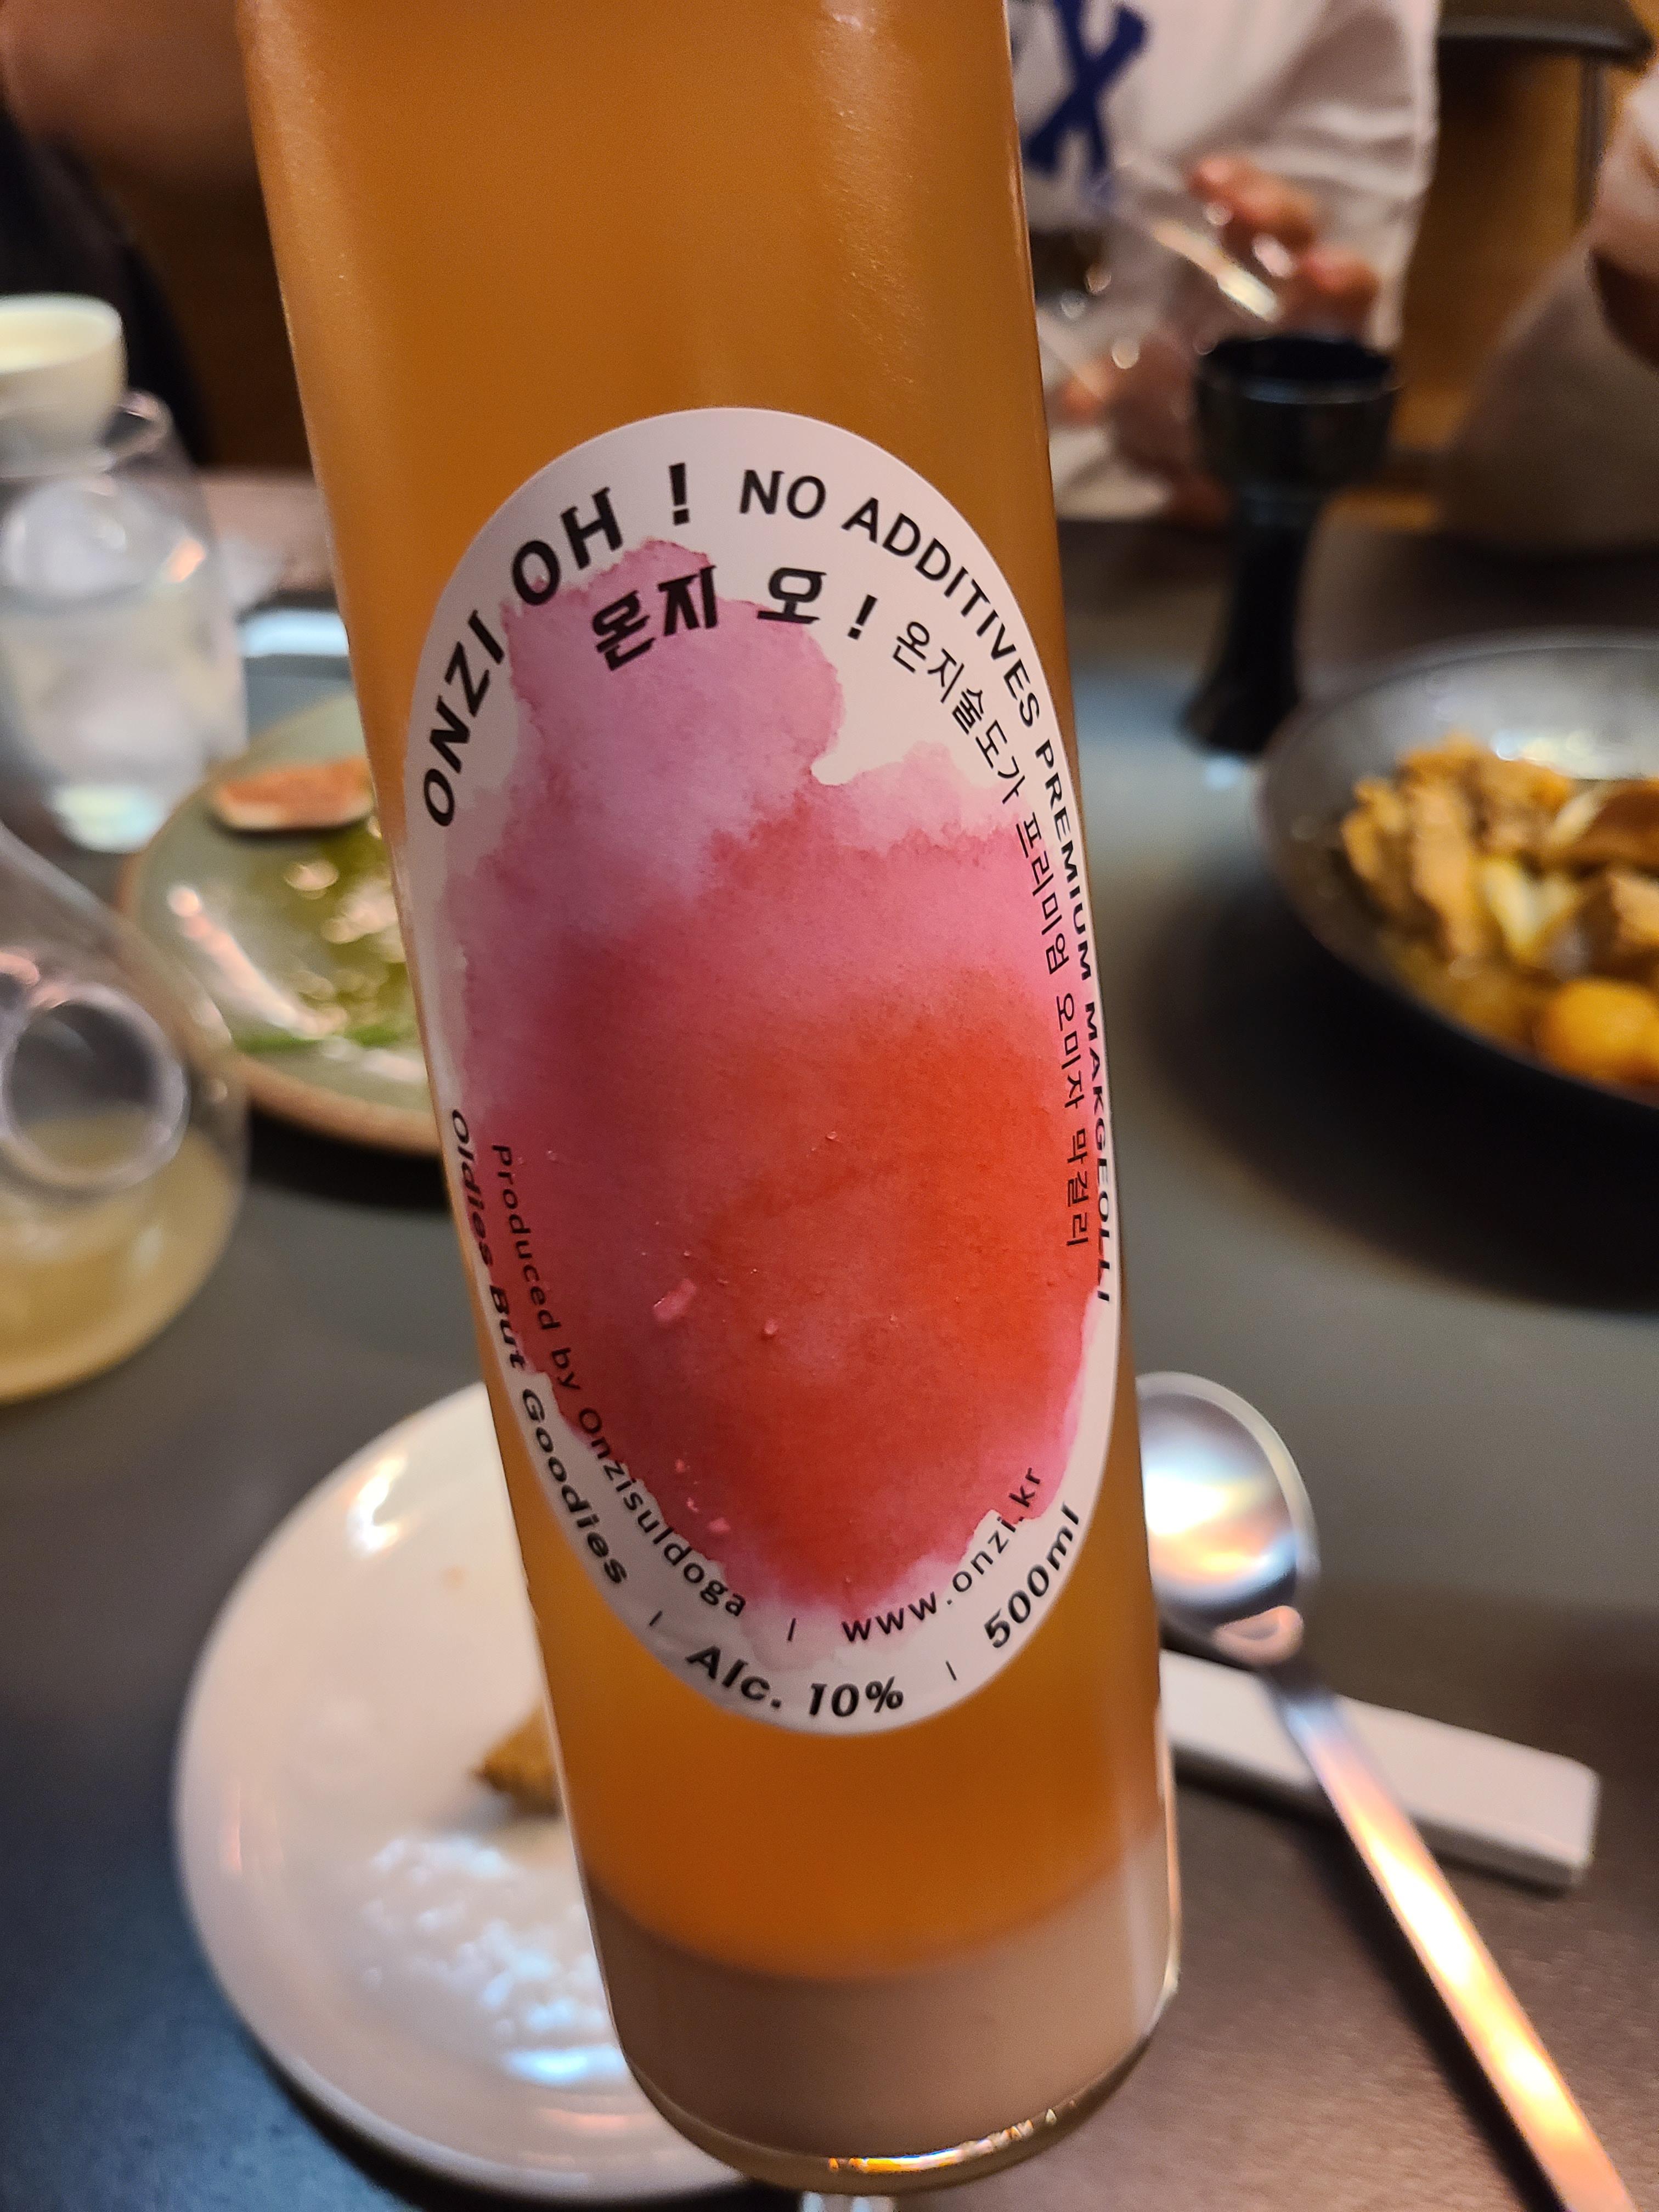 ONZI OH ! NO ADDITIVES PREMIUM MAKGEOLLI
온지 오 ! 온지술도가 프리미엄 오미자 막걸리
Produced by Onzisuldoga / www.onzi.kr
Oldies But Goodies / Alc. 10% / 500ml
X